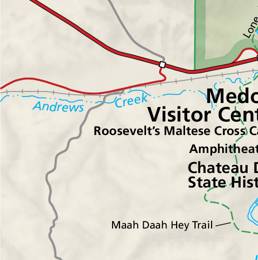 Lone
Medo
Visitor Cent
Andrews Creek
Roosevelt's Maltese Cross Ca
Amphitheat
Chateau D
State Hist
Maah Daah Hey Trail